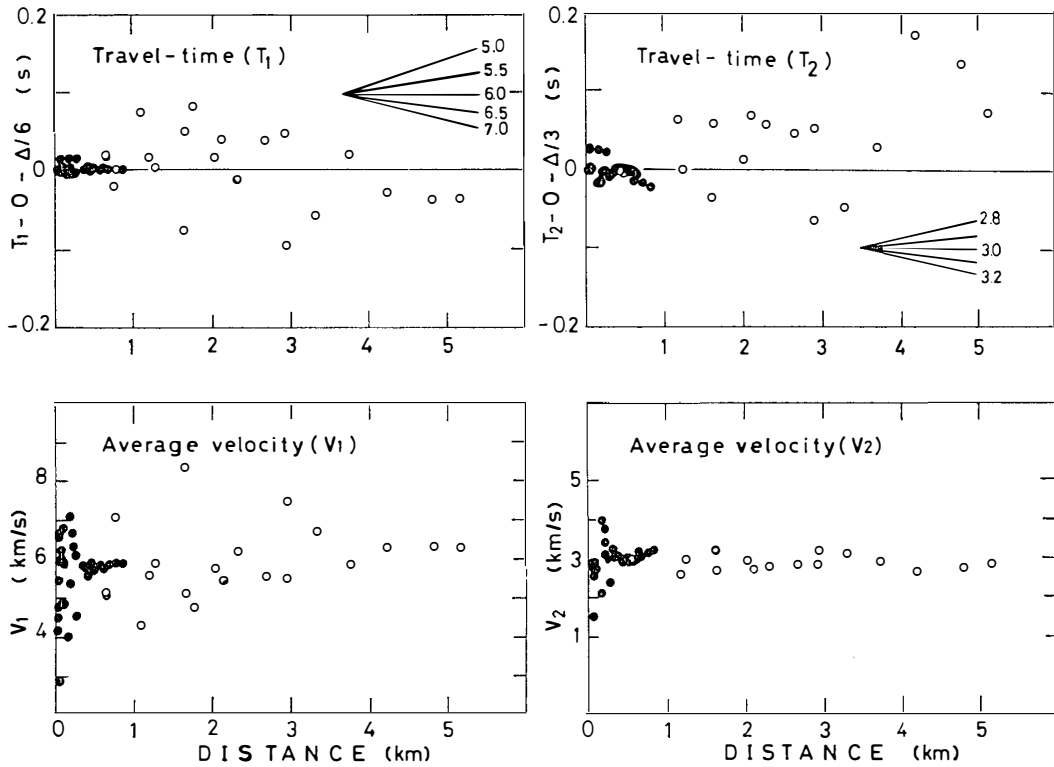 0.2
Travel-time (T1)
5.0
5.5
6.0
6.5
7.0
0
-0.2
T1-O-Δ/6 (s)
1 2 3 4 5
0.2
Travel-time (T2)
2.8
3.0
3.2
0
-0.2
T2-O-Δ/3 (s)
1 2 3 4 5
Average velocity (V1)
8
6
4
V1 (km/s)
0 1 2 3 4 5
DISTANCE (km)
Average velocity (V2)
5
3
1
V2 (km/s)
0 1 2 3 4 5
DISTANCE (km)